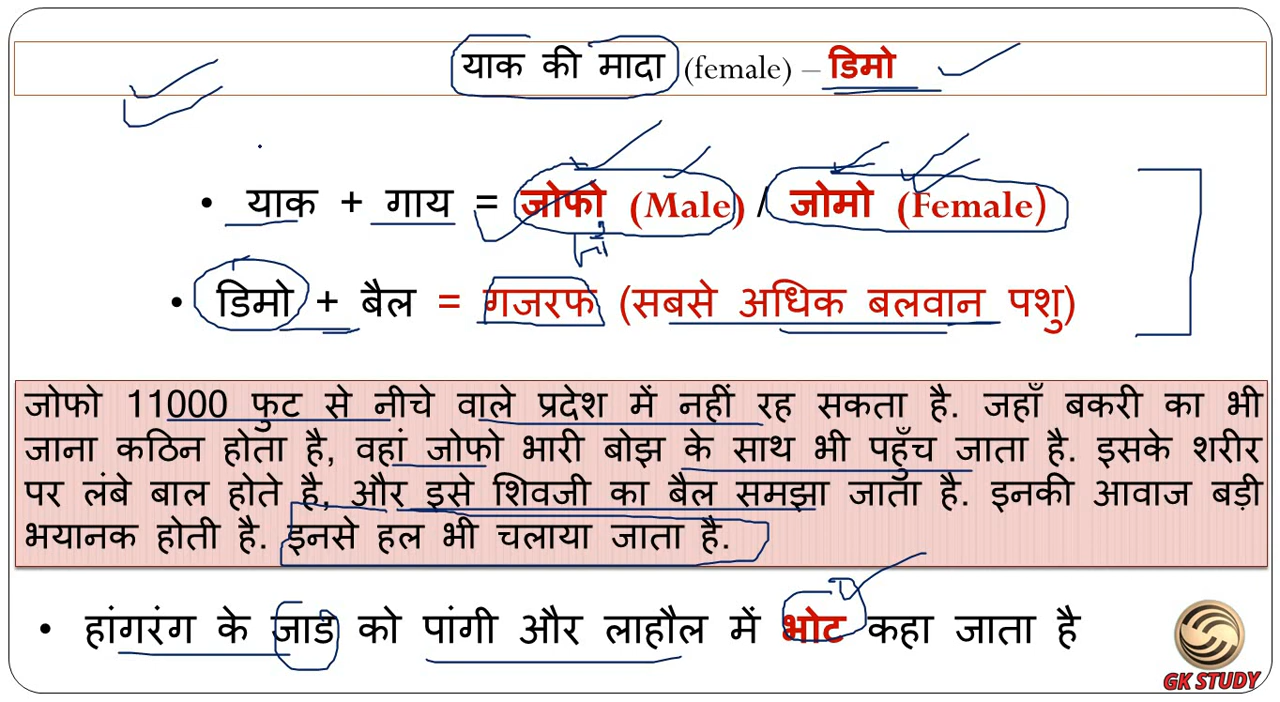 याक की मादा (female) – डिमो
• याक + गाय = जोफो (Male) / जोमो (Female)
• डिमो + बैल = गजरफ (सबसे अधिक बलवान पशु)
जोफो 11000 फुट से नीचे वाले प्रदेश में नहीं रह सकता है. जहाँ बकरी का भी
जाना कठिन होता है, वहां जोफो भारी बोझ के साथ भी पहुँच जाता है. इसके शरीर
पर लंबे बाल होते है, और इसे शिवजी का बैल समझा जाता है. इनकी आवाज बड़ी
भयानक होती है. इनसे हल भी चलाया जाता है.
• हांगरंग के जाड को पांगी और लाहौल में भोट कहा जाता है
GK STUDY